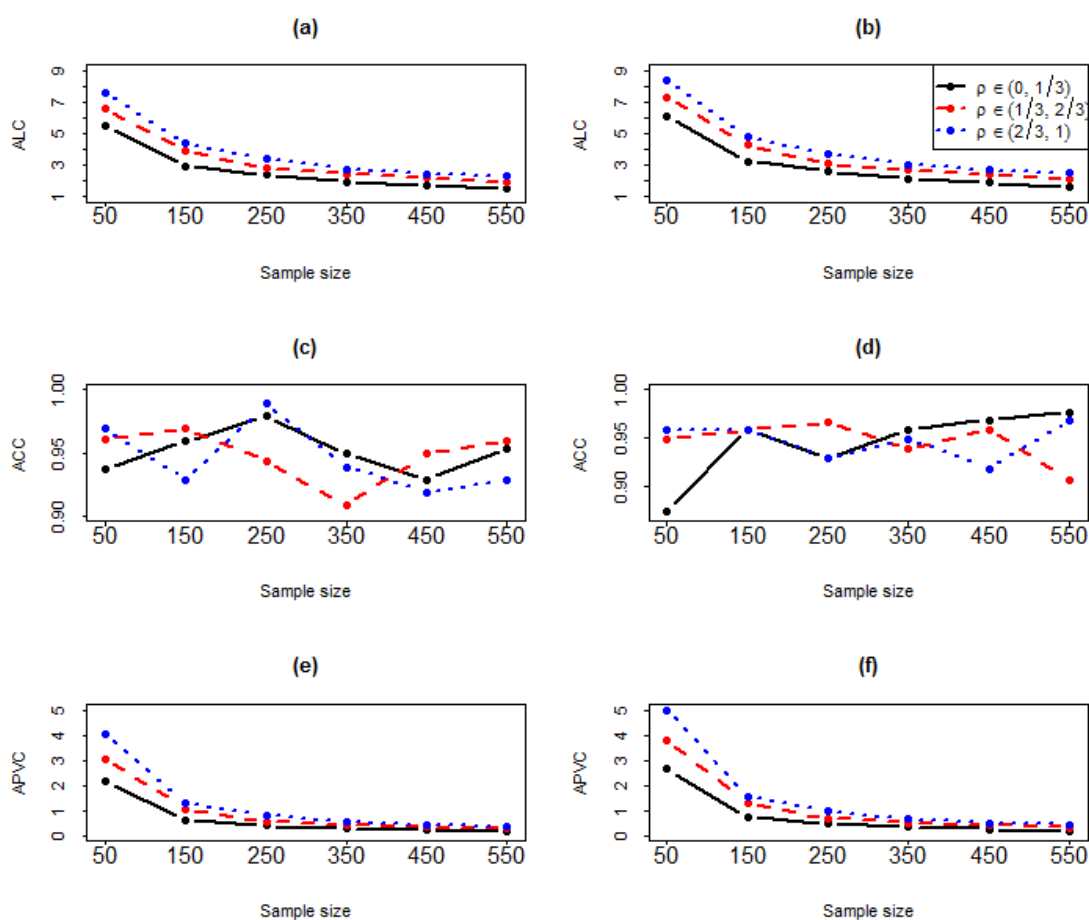 (a)
ALC
9
7
5
3
1
50 150 250 350 450 550
Sample size
(b)
ALC
9
7
5
3
1
50 150 250 350 450 550
Sample size
ρ ∈ (0, 1/3)
ρ ∈ (1/3, 2/3)
ρ ∈ (2/3, 1)
(c)
ACC
1.00
0.95
0.90
50 150 250 350 450 550
Sample size
(d)
ACC
1.00
0.95
0.90
50 150 250 350 450 550
Sample size
(e)
APVC
5
4
3
2
1
0
50 150 250 350 450 550
Sample size
(f)
APVC
5
4
3
2
1
0
50 150 250 350 450 550
Sample size